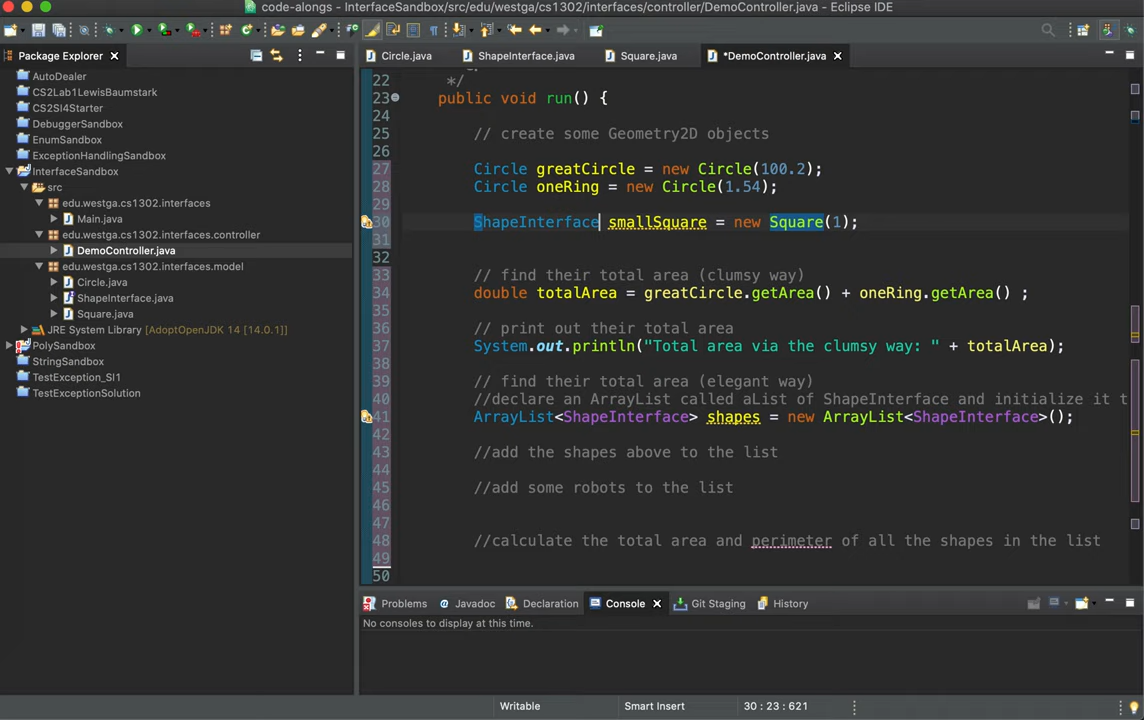 code-alongs - InterfaceSandbox/src/edu/westga/cs1302/interfaces/controller/DemoController.java - Eclipse IDE
Package Explorer
Circle.java ShapeInterface.java Square.java *DemoController.java
AutoDealer
CS2Lab1LewisBaumstark
CS2SI4Starter
DebuggerSandbox
EnumSandbox
ExceptionHandlingSandbox
InterfaceSandbox
src
edu.westga.cs1302.interfaces
Main.java
edu.westga.cs1302.interfaces.controller
DemoController.java
edu.westga.cs1302.interfaces.model
Circle.java
ShapeInterface.java
Square.java
JRE System Library [AdoptOpenJDK 14 [14.0.1]]
PolySandbox
StringSandbox
TestException_SI1
TestExceptionSolution
22 */
23 public void run() {
24
25 // create some Geometry2D objects
26
27 Circle greatCircle = new Circle(100.2);
28 Circle oneRing = new Circle(1.54);
29
30 ShapeInterface smallSquare = new Square(1);
31
32
33 // find their total area (clumsy way)
34 double totalArea = greatCircle.getArea() + oneRing.getArea() ;
35
36 // print out their total area
37 System.out.println("Total area via the clumsy way: " + totalArea);
38
39 // find their total area (elegant way)
40 //declare an ArrayList called aList of ShapeInterface and initialize it t
41 ArrayList<ShapeInterface> shapes = new ArrayList<ShapeInterface>();
42
43 //add the shapes above to the list
44
45 //add some robots to the list
46
47
48 //calculate the total area and perimeter of all the shapes in the list
49
50
Problems Javadoc Declaration Console Git Staging History
No consoles to display at this time.
Writable Smart Insert 30 : 23 : 621